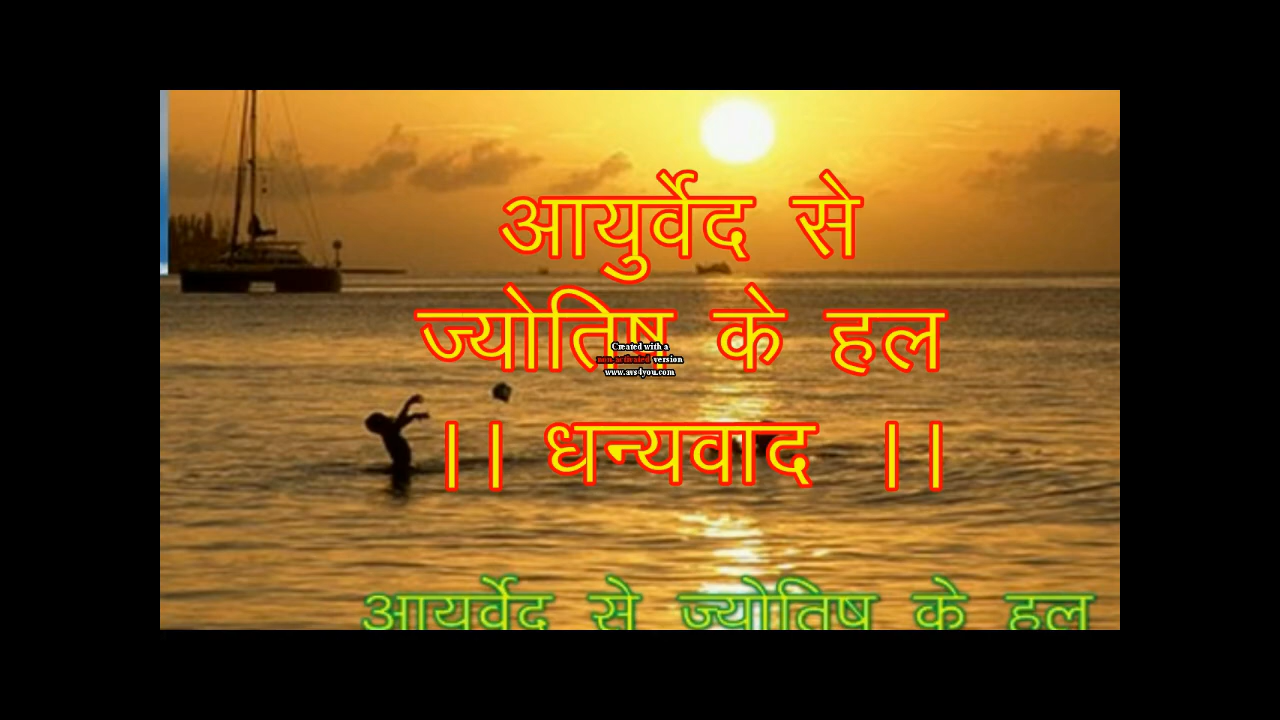 आयुर्वेद से
ज्योतिष के हल
Created with a
non-activated version
www.avs4you.com
।। धन्यवाद ।।
आयुर्वेद से ज्योतिष के हल